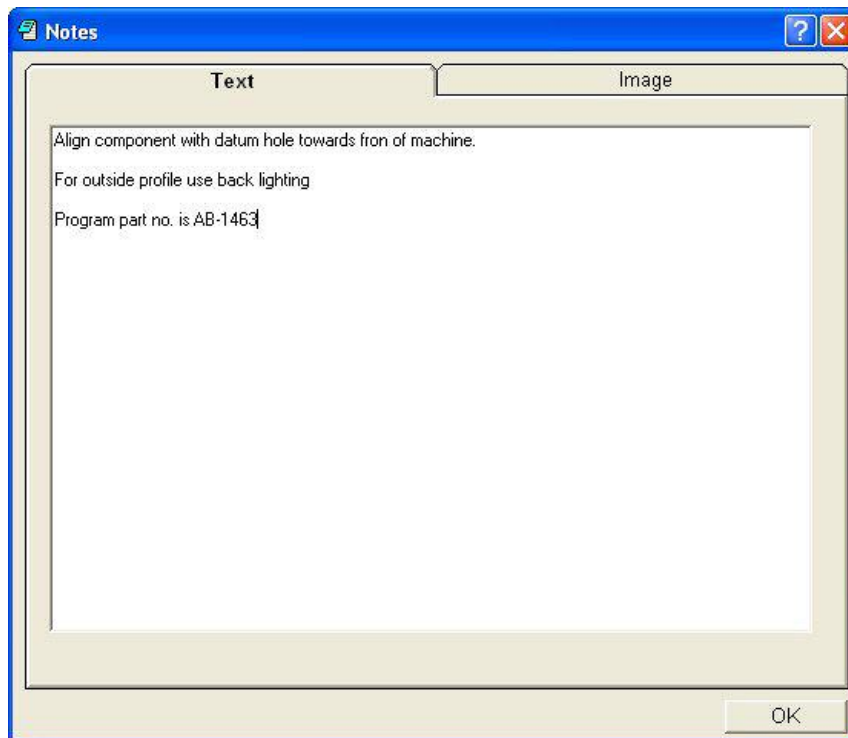 Notes
Text
Image
Align component with datum hole towards fron of machine.
For outside profile use back lighting
Program part no. is AB-1463
OK